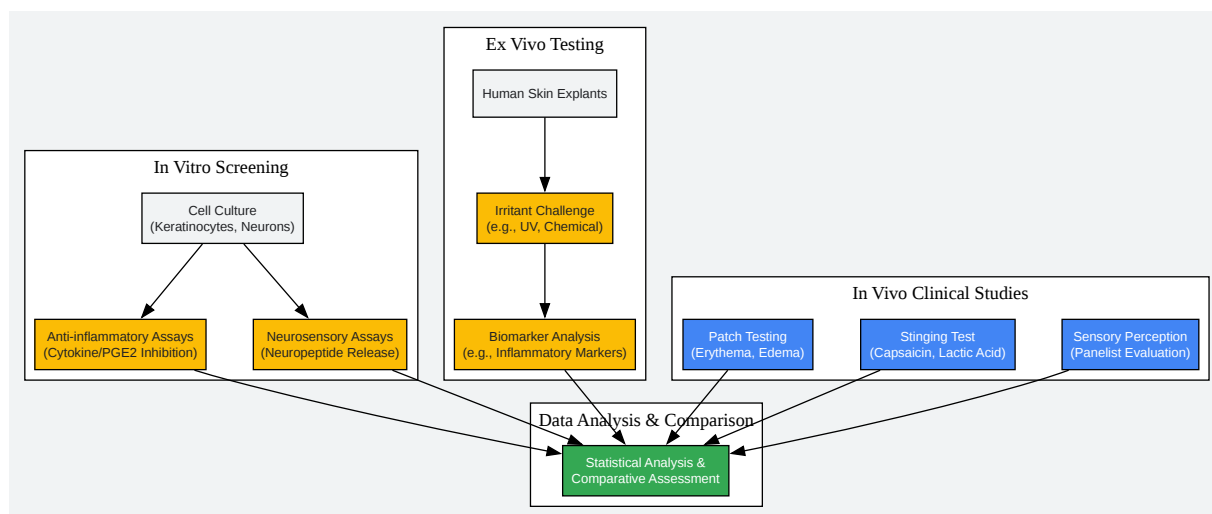 Ex Vivo Testing
Human Skin Explants
Irritant Challenge
(e.g., UV, Chemical)
Biomarker Analysis
(e.g., Inflammatory Markers)
In Vitro Screening
Cell Culture
(Keratinocytes, Neurons)
Anti-inflammatory Assays
(Cytokine/PGE2 Inhibition)
Neurosensory Assays
(Neuropeptide Release)
In Vivo Clinical Studies
Patch Testing
(Erythema, Edema)
Stinging Test
(Capsaicin, Lactic Acid)
Sensory Perception
(Panelist Evaluation)
Data Analysis & Comparison
Statistical Analysis &
Comparative Assessment